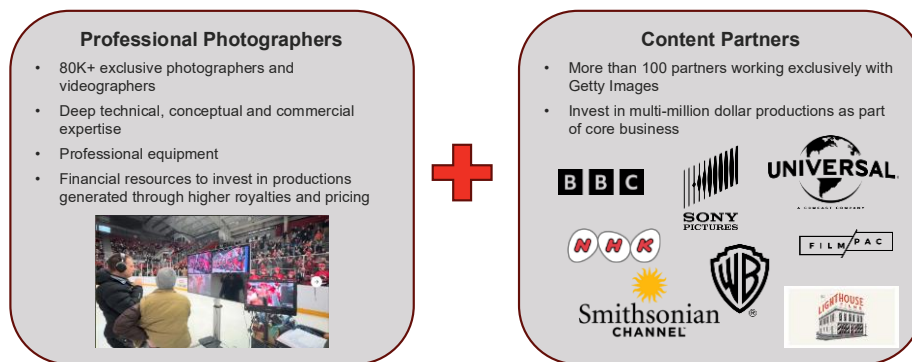 Professional Photographers
• 80K+ exclusive photographers and
videographers
• Deep technical, conceptual and commercial
expertise
• Professional equipment
• Financial resources to invest in productions
generated through higher royalties and pricing
Content Partners
• More than 100 partners working exclusively with
Getty Images
• Invest in multi-million dollar productions as part
of core business
BBC
SONY
PICTURES
UNIVERSAL
A COMCAST COMPANY
NHK
FILM/PAC
Smithsonian
CHANNEL
WB
®
LIGHTHOUSE
FILMS